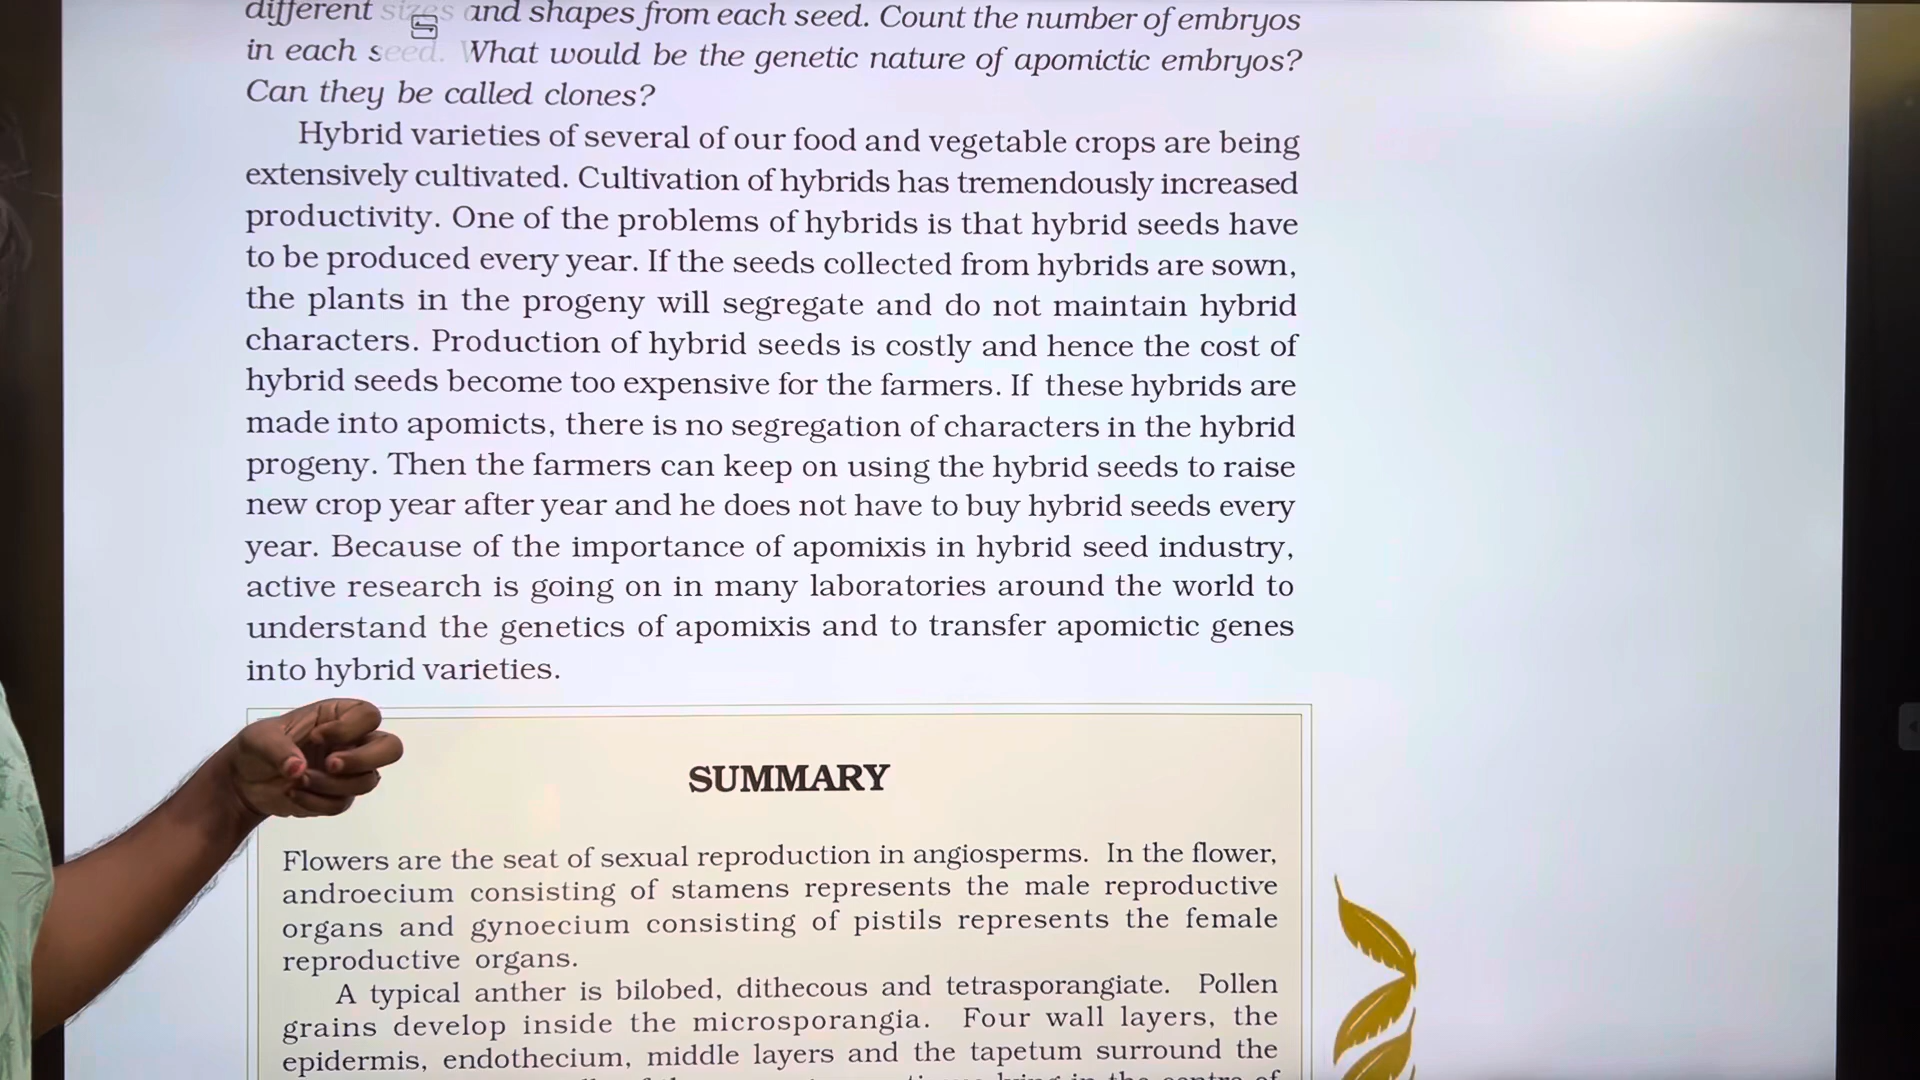 different sizes and shapes from each seed. Count the number of embryos
in each seed. What would be the genetic nature of apomictic embryos?
Can they be called clones?
Hybrid varieties of several of our food and vegetable crops are being
extensively cultivated. Cultivation of hybrids has tremendously increased
productivity. One of the problems of hybrids is that hybrid seeds have
to be produced every year. If the seeds collected from hybrids are sown,
the plants in the progeny will segregate and do not maintain hybrid
characters. Production of hybrid seeds is costly and hence the cost of
hybrid seeds become too expensive for the farmers. If these hybrids are
made into apomicts, there is no segregation of characters in the hybrid
progeny. Then the farmers can keep on using the hybrid seeds to raise
new crop year after year and he does not have to buy hybrid seeds every
year. Because of the importance of apomixis in hybrid seed industry,
active research is going on in many laboratories around the world to
understand the genetics of apomixis and to transfer apomictic genes
into hybrid varieties.
SUMMARY
Flowers are the seat of sexual reproduction in angiosperms. In the flower,
androecium consisting of stamens represents the male reproductive
organs and gynoecium consisting of pistils represents the female
reproductive organs.
A typical anther is bilobed, dithecous and tetrasporangiate. Pollen
grains develop inside the microsporangia. Four wall layers, the
epidermis, endothecium, middle layers and the tapetum surround the